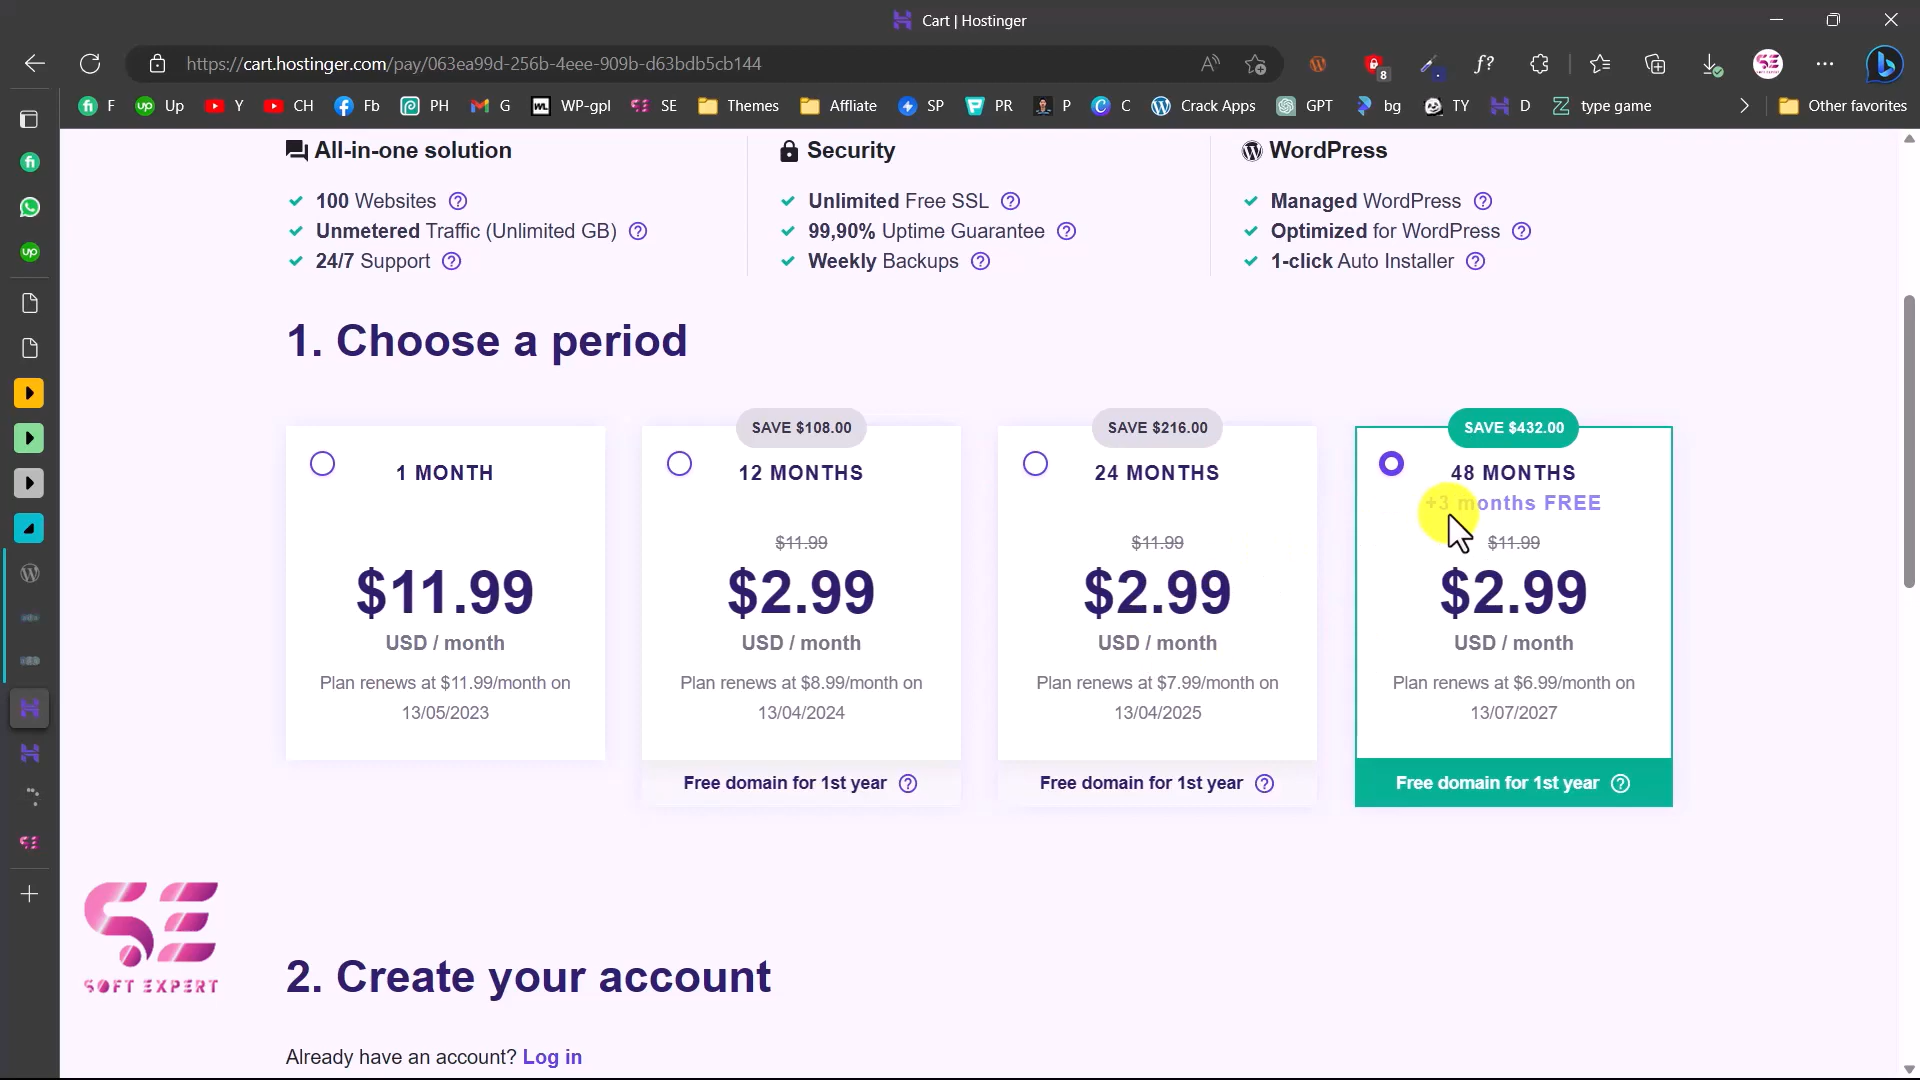 Cart | Hostinger
https://cart.hostinger.com/pay/063ea99d-256b-4eee-909b-d63bdb5cb144
8
F
Up
Y
CH
Fb
PH
G
WP-gpl
SE
Themes
Affliate
SP
PR
P
C
Crack Apps
GPT
bg
TY
D
type game
Other favorites
All-in-one solution
100 Websites
Unmetered Traffic (Unlimited GB)
24/7 Support
Security
Unlimited Free SSL
99,90% Uptime Guarantee
Weekly Backups
WordPress
Managed WordPress
Optimized for WordPress
1-click Auto Installer
1. Choose a period
1 MONTH
$11.99
USD / month
Plan renews at $11.99/month on
13/05/2023
SAVE $108.00
12 MONTHS
$11.99
$2.99
USD / month
Plan renews at $8.99/month on
13/04/2024
Free domain for 1st year
SAVE $216.00
24 MONTHS
$11.99
$2.99
USD / month
Plan renews at $7.99/month on
13/04/2025
Free domain for 1st year
SAVE $432.00
48 MONTHS
+3 months FREE
$11.99
$2.99
USD / month
Plan renews at $6.99/month on
13/07/2027
Free domain for 1st year
SE
SOFT EXPERT
2. Create your account
Already have an account? Log in